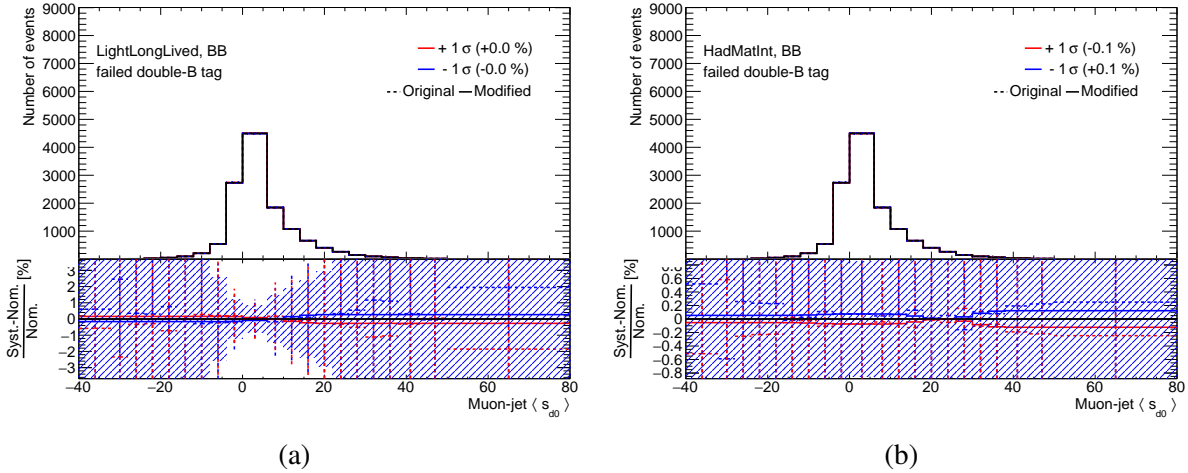 9000
8000
7000
6000
5000
4000
3000
2000
1000
Number of events
LightLongLived, BB
failed double-B tag
+ 1 σ (+0.0 %)
- 1 σ (-0.0 %)
Original Modified
3
2
1
0
−1
−2
−3
Syst.-Nom. [%]
Nom.
−40 −20 0 20 40 60 80
Muon-jet ⟨ s_d0 ⟩
(a)
9000
8000
7000
6000
5000
4000
3000
2000
1000
Number of events
HadMatInt, BB
failed double-B tag
+ 1 σ (-0.1 %)
- 1 σ (+0.1 %)
Original Modified
0.8
0.6
0.4
0.2
0
−0.2
−0.4
−0.6
−0.8
Syst.-Nom. [%]
Nom.
−40 −20 0 20 40 60 80
Muon-jet ⟨ s_d0 ⟩
(b)